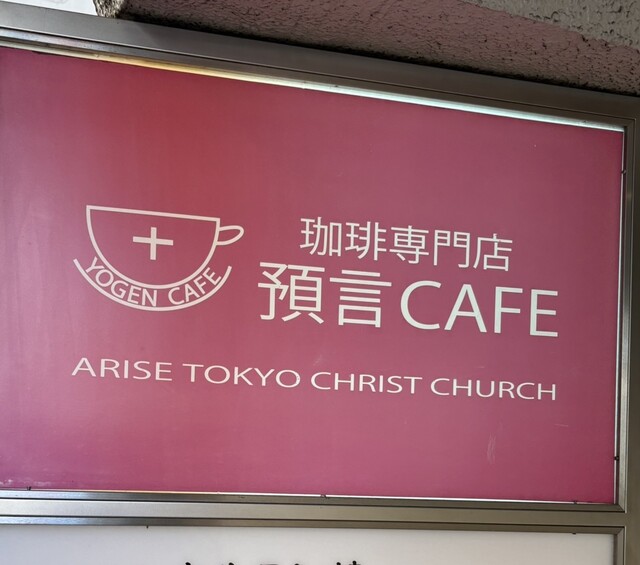 YOGEN CAFE
珈琲専門店
預言CAFE
ARISE TOKYO CHRIST CHURCH